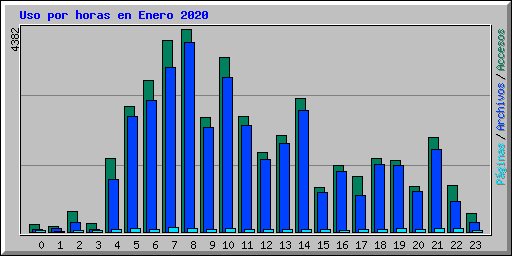 Uso por horas en Enero 2020
4382
Páginas / Archivos / Accesos
0 1 2 3 4 5 6 7 8 9 10 11 12 13 14 15 16 17 18 19 20 21 22 23